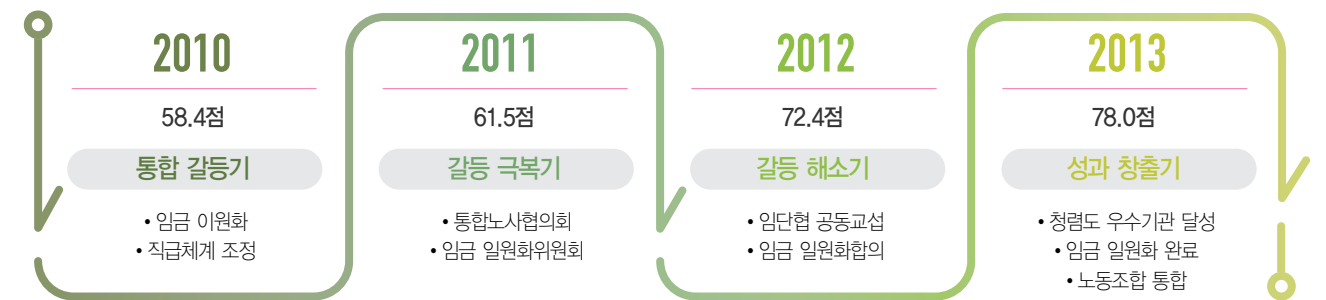 2010
58.4점
통합 갈등기
• 임금 이원화
• 직급체계 조정
2011
61.5점
갈등 극복기
• 통합노사협의회
• 임금 일원화위원회
2012
72.4점
갈등 해소기
• 임단협 공동교섭
• 임금 일원화합의
2013
78.0점
성과 창출기
• 청렴도 우수기관 달성
• 임금 일원화 완료
• 노동조합 통합